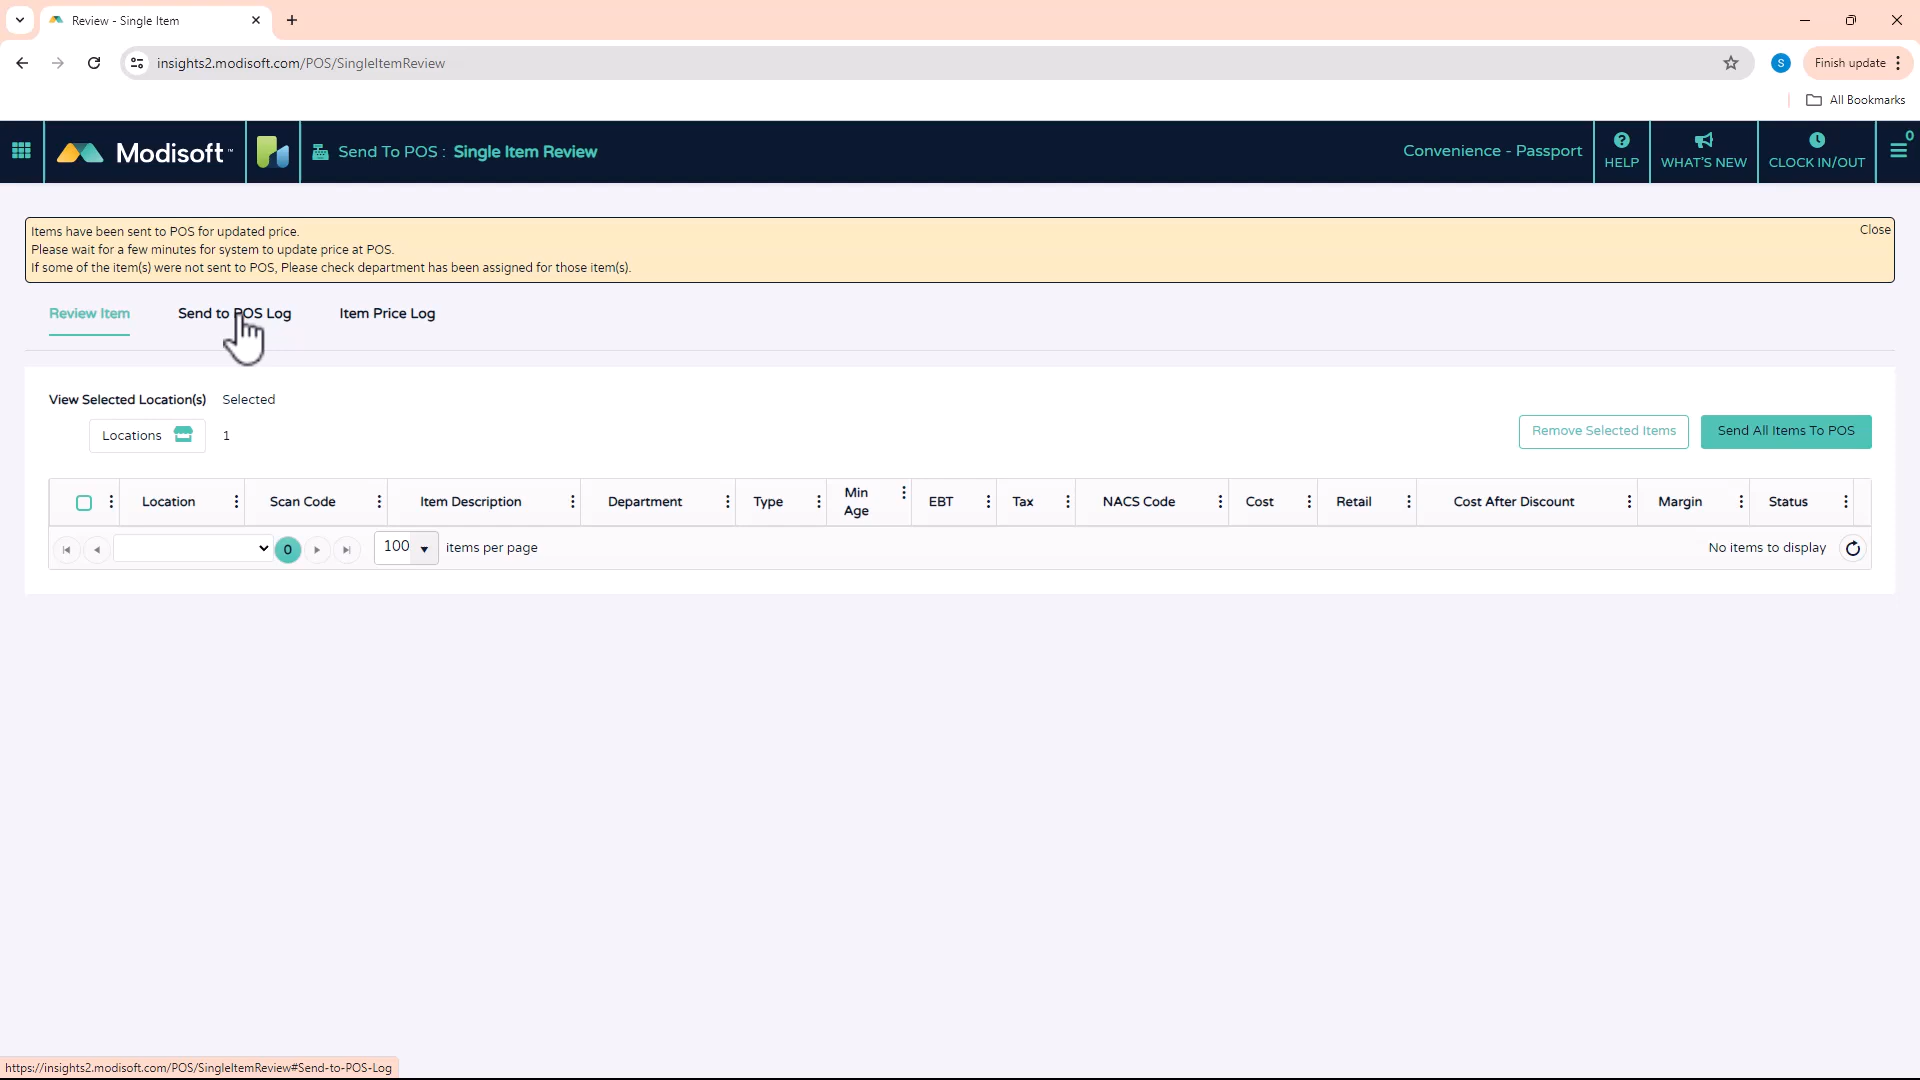 Review - Single Item
insights2.modisoft.com/POS/SingleItemReview
S
Finish update
All Bookmarks
Modisoft™
Send To POS : Single Item Review
Convenience - Passport
HELP
WHAT'S NEW
CLOCK IN/OUT
0
Items have been sent to POS for updated price.
Close
Please wait for a few minutes for system to update price at POS.
If some of the item(s) were not sent to POS, Please check department has been assigned for those item(s).
Review Item
Send to POS Log
Item Price Log
View Selected Location(s)
Selected
Locations
1
Remove Selected Items
Send All Items To POS
Location
Scan Code
Item Description
Department
Type
Min
Age
EBT
Tax
NACS Code
Cost
Retail
Cost After Discount
Margin
Status
0
100
items per page
No items to display
https://insights2.modisoft.com/POS/SingleItemReview#Send-to-POS-Log